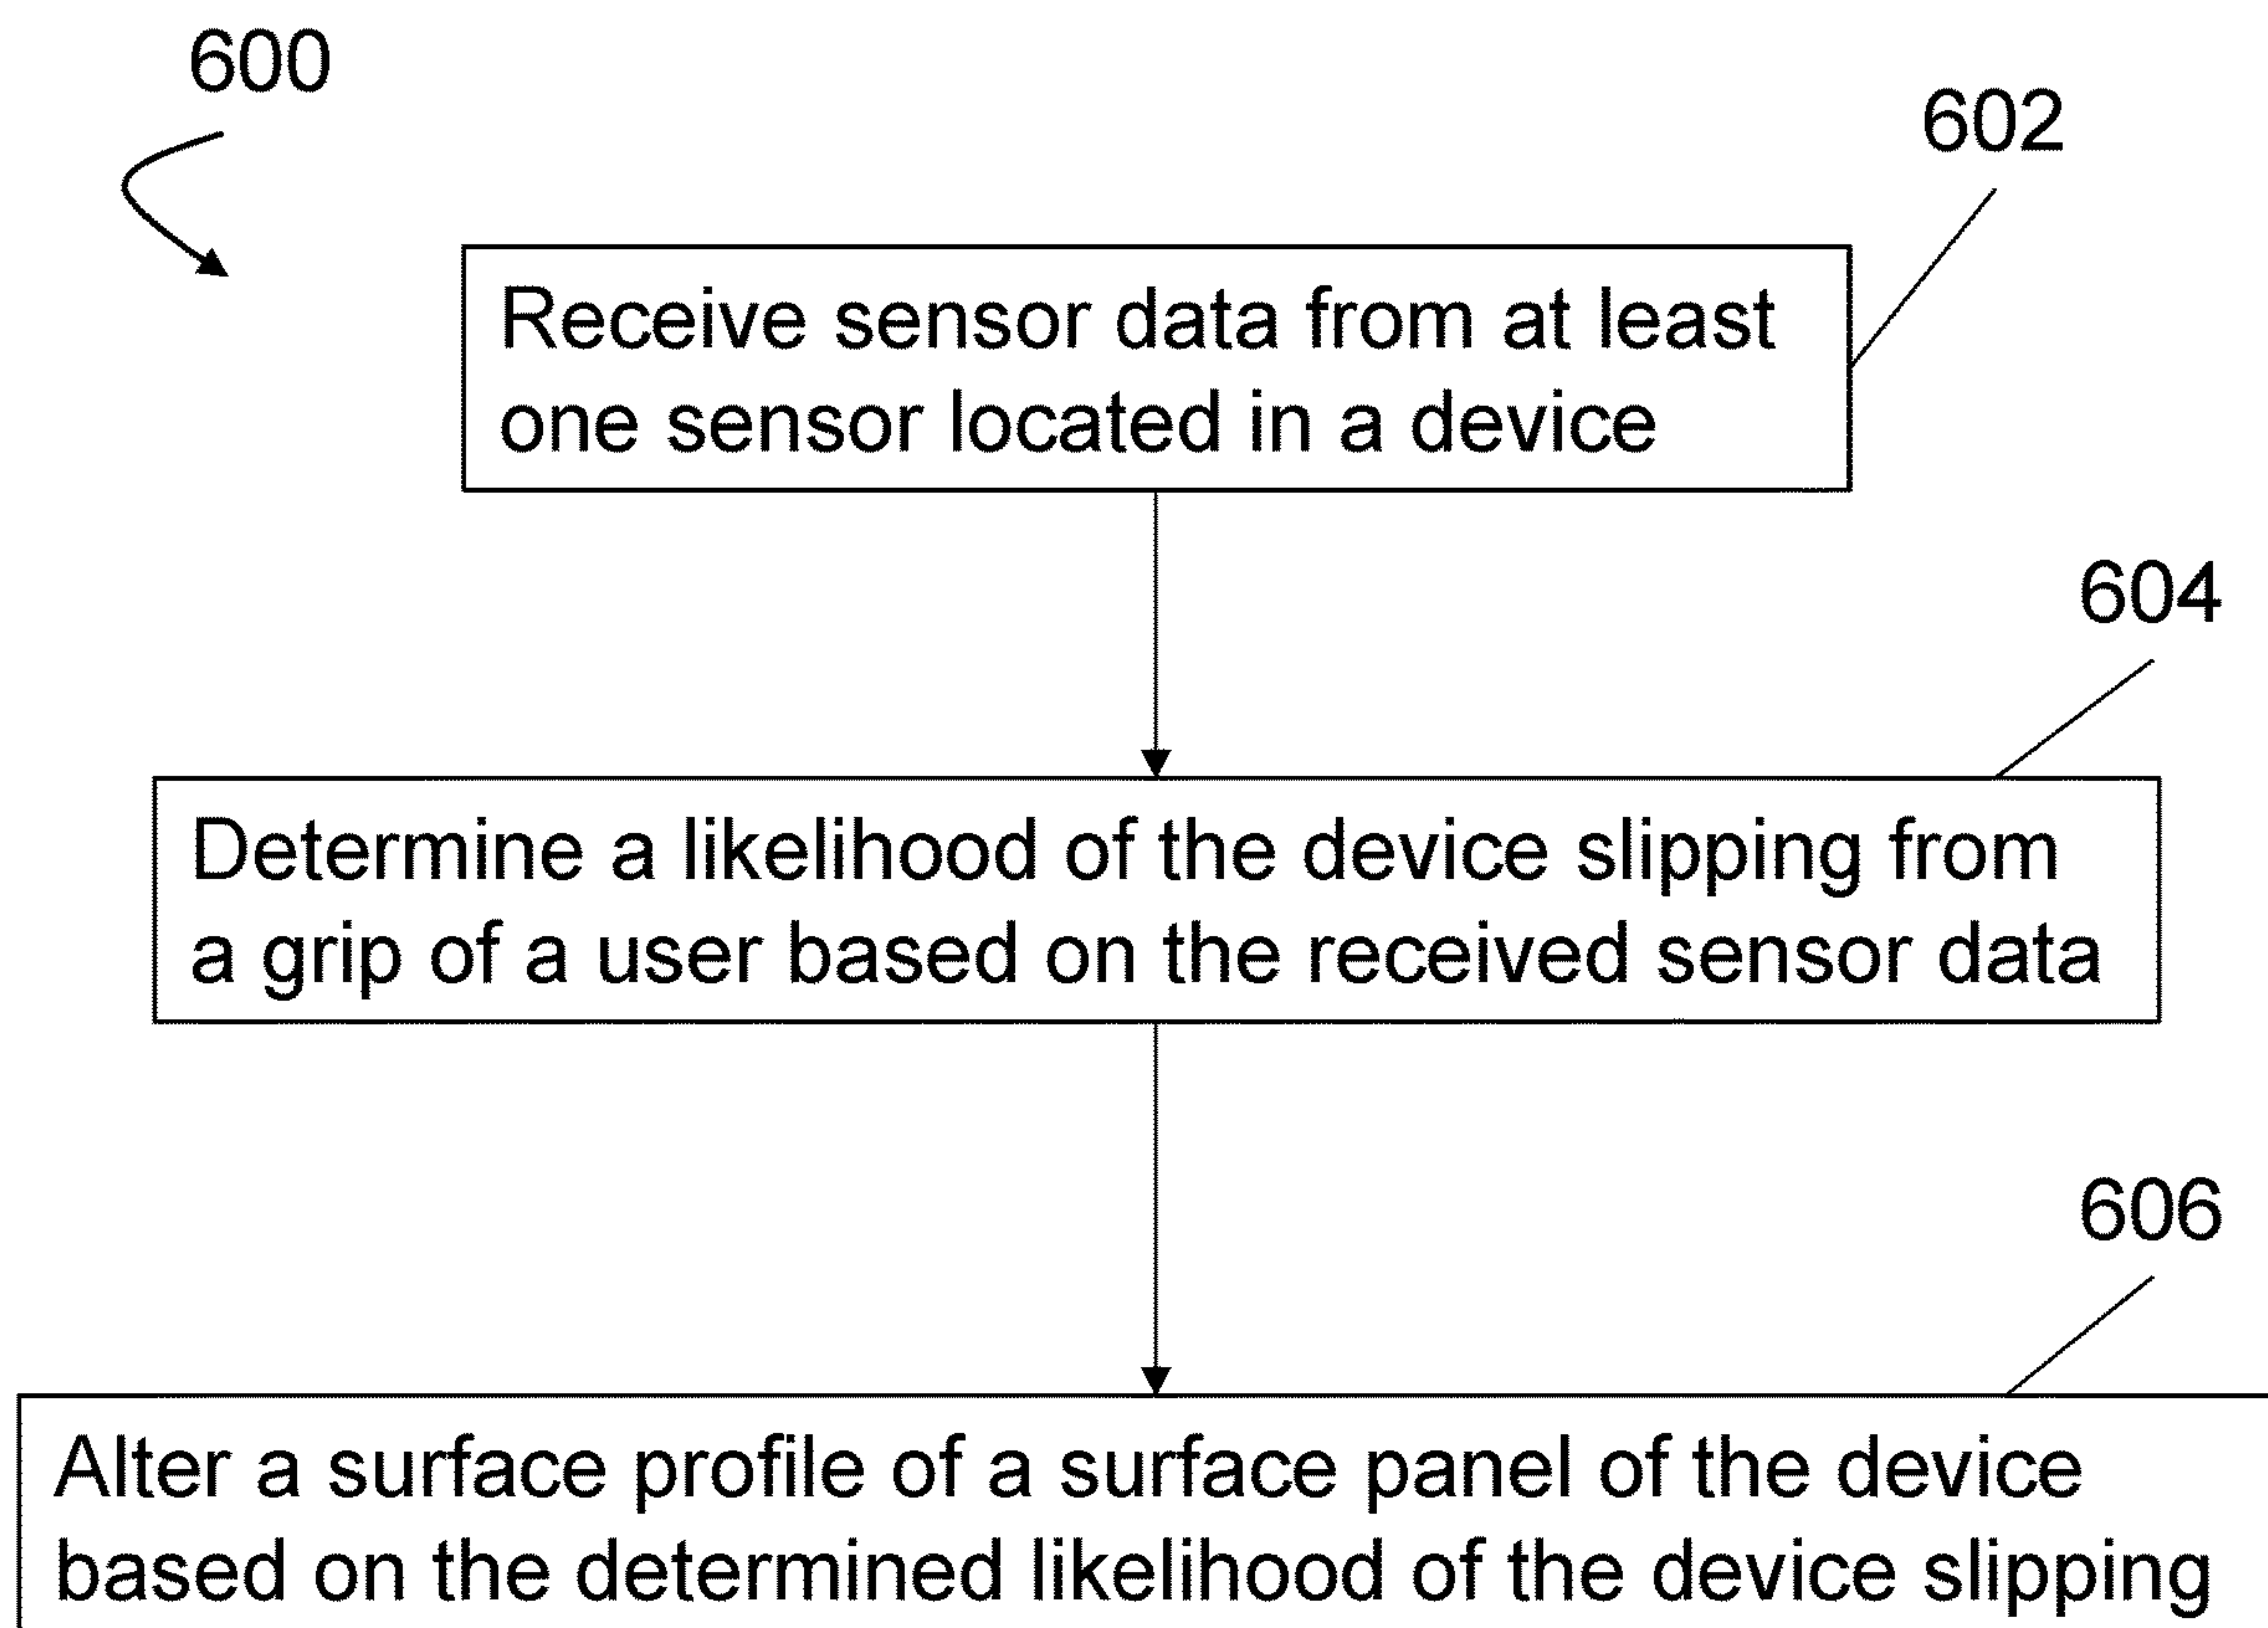 600
602
Receive sensor data from at least
one sensor located in a device
604
Determine a likelihood of the device slipping from
a grip of a user based on the received sensor data
606
Alter a surface profile of a surface panel of the device
based on the determined likelihood of the device slipping